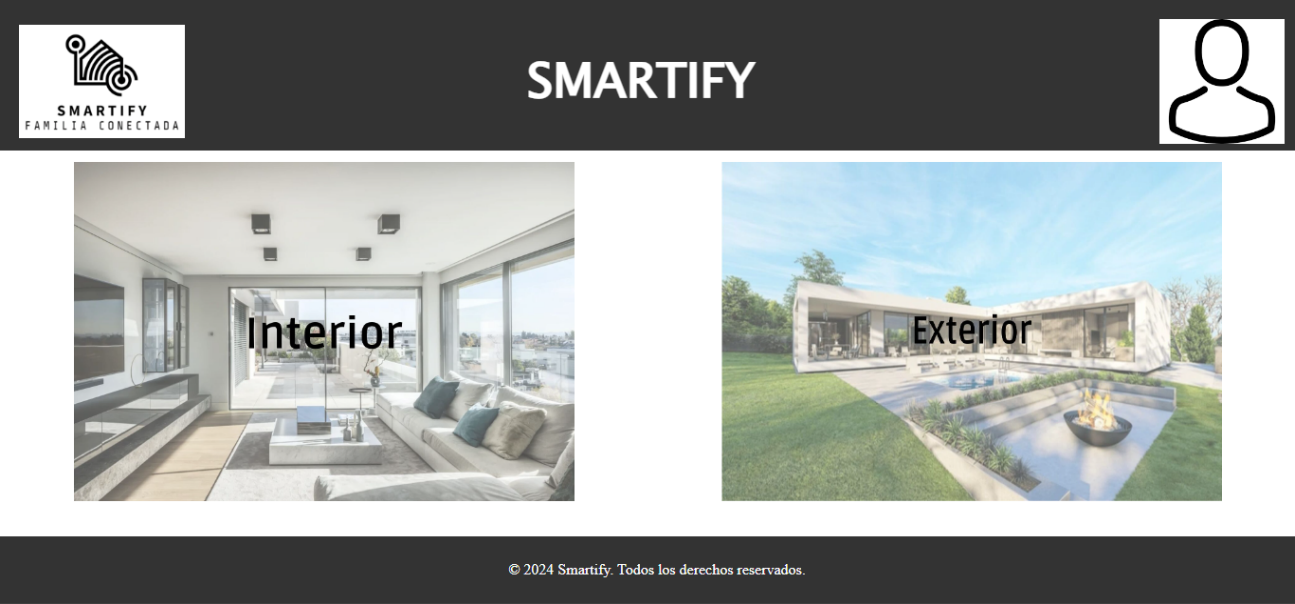 SMARTIFY
FAMILIA CONECTADA
SMARTIFY
Interior
Exterior
© 2024 Smartify. Todos los derechos reservados.